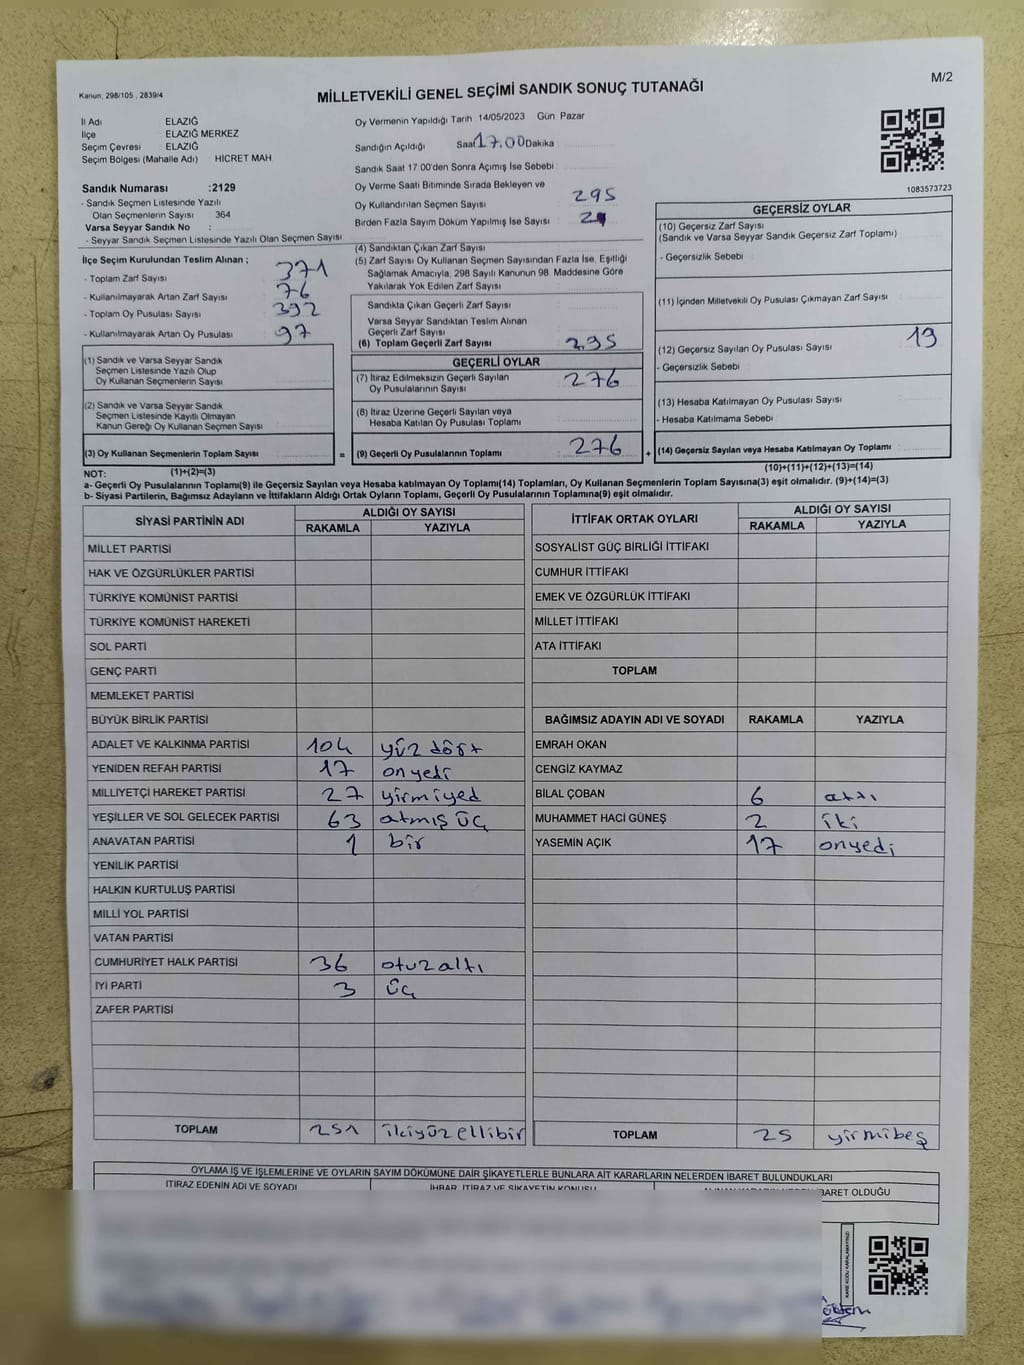 Kanun, 298/105 , 2839/4
MİLLETVEKİLİ GENEL SEÇİMİ SANDIK SONUÇ TUTANAĞI
M/2
İl Adı ELAZIĞ
İlçe ELAZIĞ MERKEZ
Seçim Çevresi ELAZIĞ
Seçim Bölgesi (Mahalle Adı) HİCRET MAH
Sandık Numarası :2129
- Sandık Seçmen Listesinde Yazılı
Olan Seçmenlerin Sayısı 364
Varsa Seyyar Sandık No :
- Seyyar Sandık Seçmen Listesinde Yazılı Olan Seçmen Sayısı
İlçe Seçim Kurulundan Teslim Alınan ;
- Toplam Zarf Sayısı 371
- Kullanılmayarak Artan Zarf Sayısı 76
- Toplam Oy Pusulası Sayısı 392
- Kullanılmayarak Artan Oy Pusulası 97
Oy Vermenin Yapıldığı Tarih 14/05/2023 Gün Pazar
Sandığın Açıldığı Saat 17.00 Dakika
Sandık Saat 17.00'den Sonra Açımış İse Sebebi :
Oy Verme Saati Bitiminde Sırada Bekleyen ve
Oy Kullandırılan Seçmen Sayısı 295
Birden Fazla Sayım Döküm Yapılmış İse Sayısı
(4) Sandıktan Çıkan Zarf Sayısı
(5) Zarf Sayısı Oy Kullanan Seçmen Sayısından Fazla İse, Eşitliği
Sağlamak Amacıyla, 298 Sayılı Kanunun 98. Maddesine Göre
Yakılarak Yok Edilen Zarf Sayısı
Sandıkta Çıkan Geçerli Zarf Sayısı
Varsa Seyyar Sandıktan Teslim Alınan
Geçerli Zarf Sayısı
(6) Toplam Geçerli Zarf Sayısı 295
1083573723
GEÇERSİZ OYLAR
(10) Geçersiz Zarf Sayısı
(Sandık ve Varsa Seyyar Sandık Geçersiz Zarf Toplamı)
- Geçersizlik Sebebi
(11) İçinden Milletvekili Oy Pusulası Çıkmayan Zarf Sayısı
(12) Geçersiz Sayılan Oy Pusulası Sayısı 19
- Geçersizlik Sebebi
(13) Hesaba Katılmayan Oy Pusulası Sayısı
- Hesaba Katılmama Sebebi
(14) Geçersiz Sayılan veya Hesaba Katılmayan Oy Toplamı
(10)+(11)+(12)+(13)=(14)
(1) Sandık ve Varsa Seyyar Sandık
Seçmen Listesinde Yazılı Olup
Oy Kullanan Seçmenlerin Sayısı
(2) Sandık ve Varsa Seyyar Sandık
Seçmen Listesinde Kayıtlı Olmayan
Kanun Gereği Oy Kullanan Seçmen Sayısı
(3) Oy Kullanan Seçmenlerin Toplam Sayısı =
GEÇERLİ OYLAR
(7) İtiraz Edilmeksizin Geçerli Sayılan
Oy Pusulalarının Sayısı 276
(8) İtiraz Üzerine Geçerli Sayılan veya
Hesaba Katılan Oy Pusulası Toplamı
(9) Geçerli Oy Pusulalarının Toplamı 276 +
NOT: (1)+(2)=(3)
a- Geçerli Oy Pusulasının Toplamı(9) ile Geçersiz Sayılan veya Hesaba katılmayan Oy Toplamı(14) Toplamları, Oy Kullanan Seçmenlerin Toplam Sayısına(3) eşit olmalıdır. (9)+(14)=(3)
b- Siyasi Partilerin, Bağımsız Adayların ve İttifakların Aldığı Ortak Oyların Toplamı, Geçerli Oy Pusulalarının Toplamına(9) eşit olmalıdır.
SİYASİ PARTİNİN ADI ALDIĞI OY SAYISI
RAKAMLA YAZIYLA
MİLLET PARTİSİ
HAK VE ÖZGÜRLÜKLER PARTİSİ
TÜRKİYE KOMÜNİST PARTİSİ
TÜRKİYE KOMÜNİST HAREKETİ
SOL PARTİ
GENÇ PARTİ
MEMLEKET PARTİSİ
BÜYÜK BİRLİK PARTİSİ
ADALET VE KALKINMA PARTİSİ 104 yüz dört
YENİDEN REFAH PARTİSİ 17 onyedi
MİLLİYETÇİ HAREKET PARTİSİ 27 yirmiyed
YEŞİLLER VE SOL GELECEK PARTİSİ 63 atmış üç
ANAVATAN PARTİSİ 1 bir
YENİLİK PARTİSİ
HALKIN KURTULUŞ PARTİSİ
MİLLİ YOL PARTİSİ
VATAN PARTİSİ
CUMHURİYET HALK PARTİSİ 36 otuz altı
İYİ PARTİ 3 üç
ZAFER PARTİSİ
TOPLAM 251 ikiyüzellibir
İTTİFAK ORTAK OYLARI ALDIĞI OY SAYISI
RAKAMLA YAZIYLA
SOSYALİST GÜÇ BİRLİĞİ İTTİFAKI
CUMHUR İTTİFAKI
EMEK VE ÖZGÜRLÜK İTTİFAKI
MİLLET İTTİFAKI
ATA İTTİFAKI
TOPLAM
BAĞIMSIZ ADAYIN ADI VE SOYADI RAKAMLA YAZIYLA
EMRAH OKAN
CENGİZ KAYMAZ
BİLAL ÇOBAN 6 altı
MUHAMMET HACİ GÜNEŞ 2 iki
YASEMİN AÇIK 17 onyedi
TOPLAM 25 yirmibeş
OYLAMA İŞ VE İŞLEMLERİNE VE OYLARIN SAYIM DÖKÜMÜNE DAİR ŞİKAYETLERLE BUNLARA AİT KARARLARIN NELERDEN İBARET BULUNDUKLARI
İTİRAZ EDENİN ADI VE SOYADI İHBAR, İTİRAZ VE ŞİKAYETİN KONUSU İBARET OLDUĞU